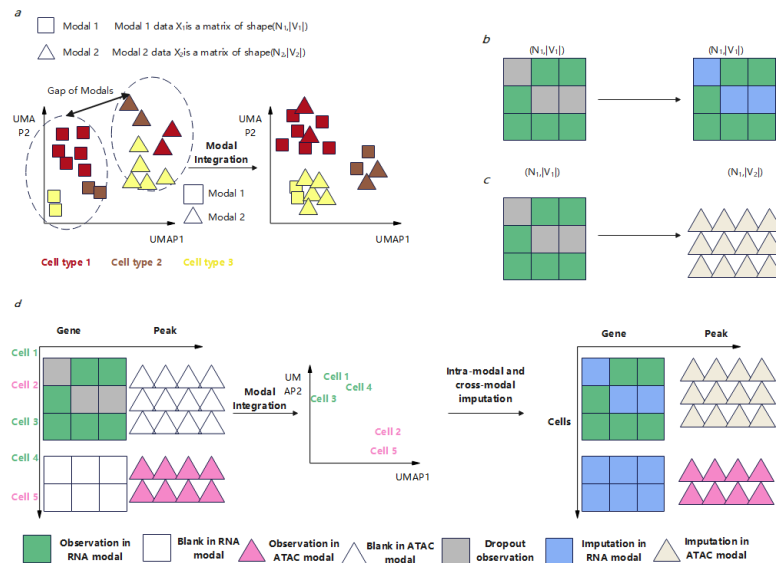 a
Modal 1 Modal 1 data X₁is a matrix of shape(N₁,|V₁|)
Modal 2 Modal 2 data X₂is a matrix of shape(N₂,|V₂|)
Gap of Modals
UMA
P2
Modal
Integration
Modal 1
Modal 2
UMAP1
UMA
P2
UMAP1
Cell type 1 Cell type 2 Cell type 3
b
(N₁,|V₁|) (N₁,|V₁|)
c
(N₁,|V₁|) (N₁,|V₂|)
d
Gene Peak
Cell 1
Cell 2
Cell 3
Cell 4
Cell 5
Modal
Integration
UM
AP2
Cell 1
Cell 4
Cell 3
Cell 2
Cell 5
UMAP1
Intra-modal and
cross-modal
imputation
Gene Peak
Cells
Observation in
RNA modal
Blank in RNA
modal
Observation in
ATAC modal
Blank in ATAC
modal
Dropout
observation
Imputation in
RNA modal
Imputation in
ATAC modal